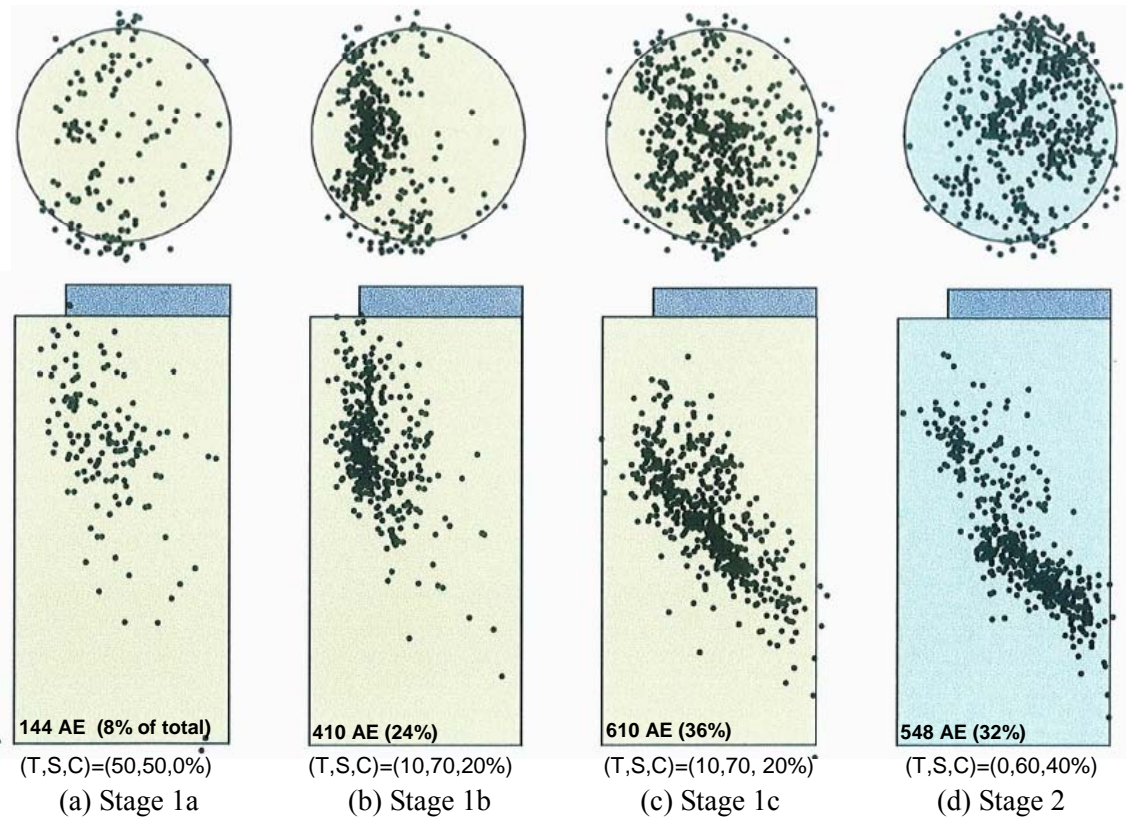 144 AE (8% of total)
410 AE (24%)
610 AE (36%)
548 AE (32%)
(T,S,C)=(50,50,0%)
(T,S,C)=(10,70,20%)
(T,S,C)=(10,70, 20%)
(T,S,C)=(0,60,40%)
(a) Stage 1a
(b) Stage 1b
(c) Stage 1c
(d) Stage 2